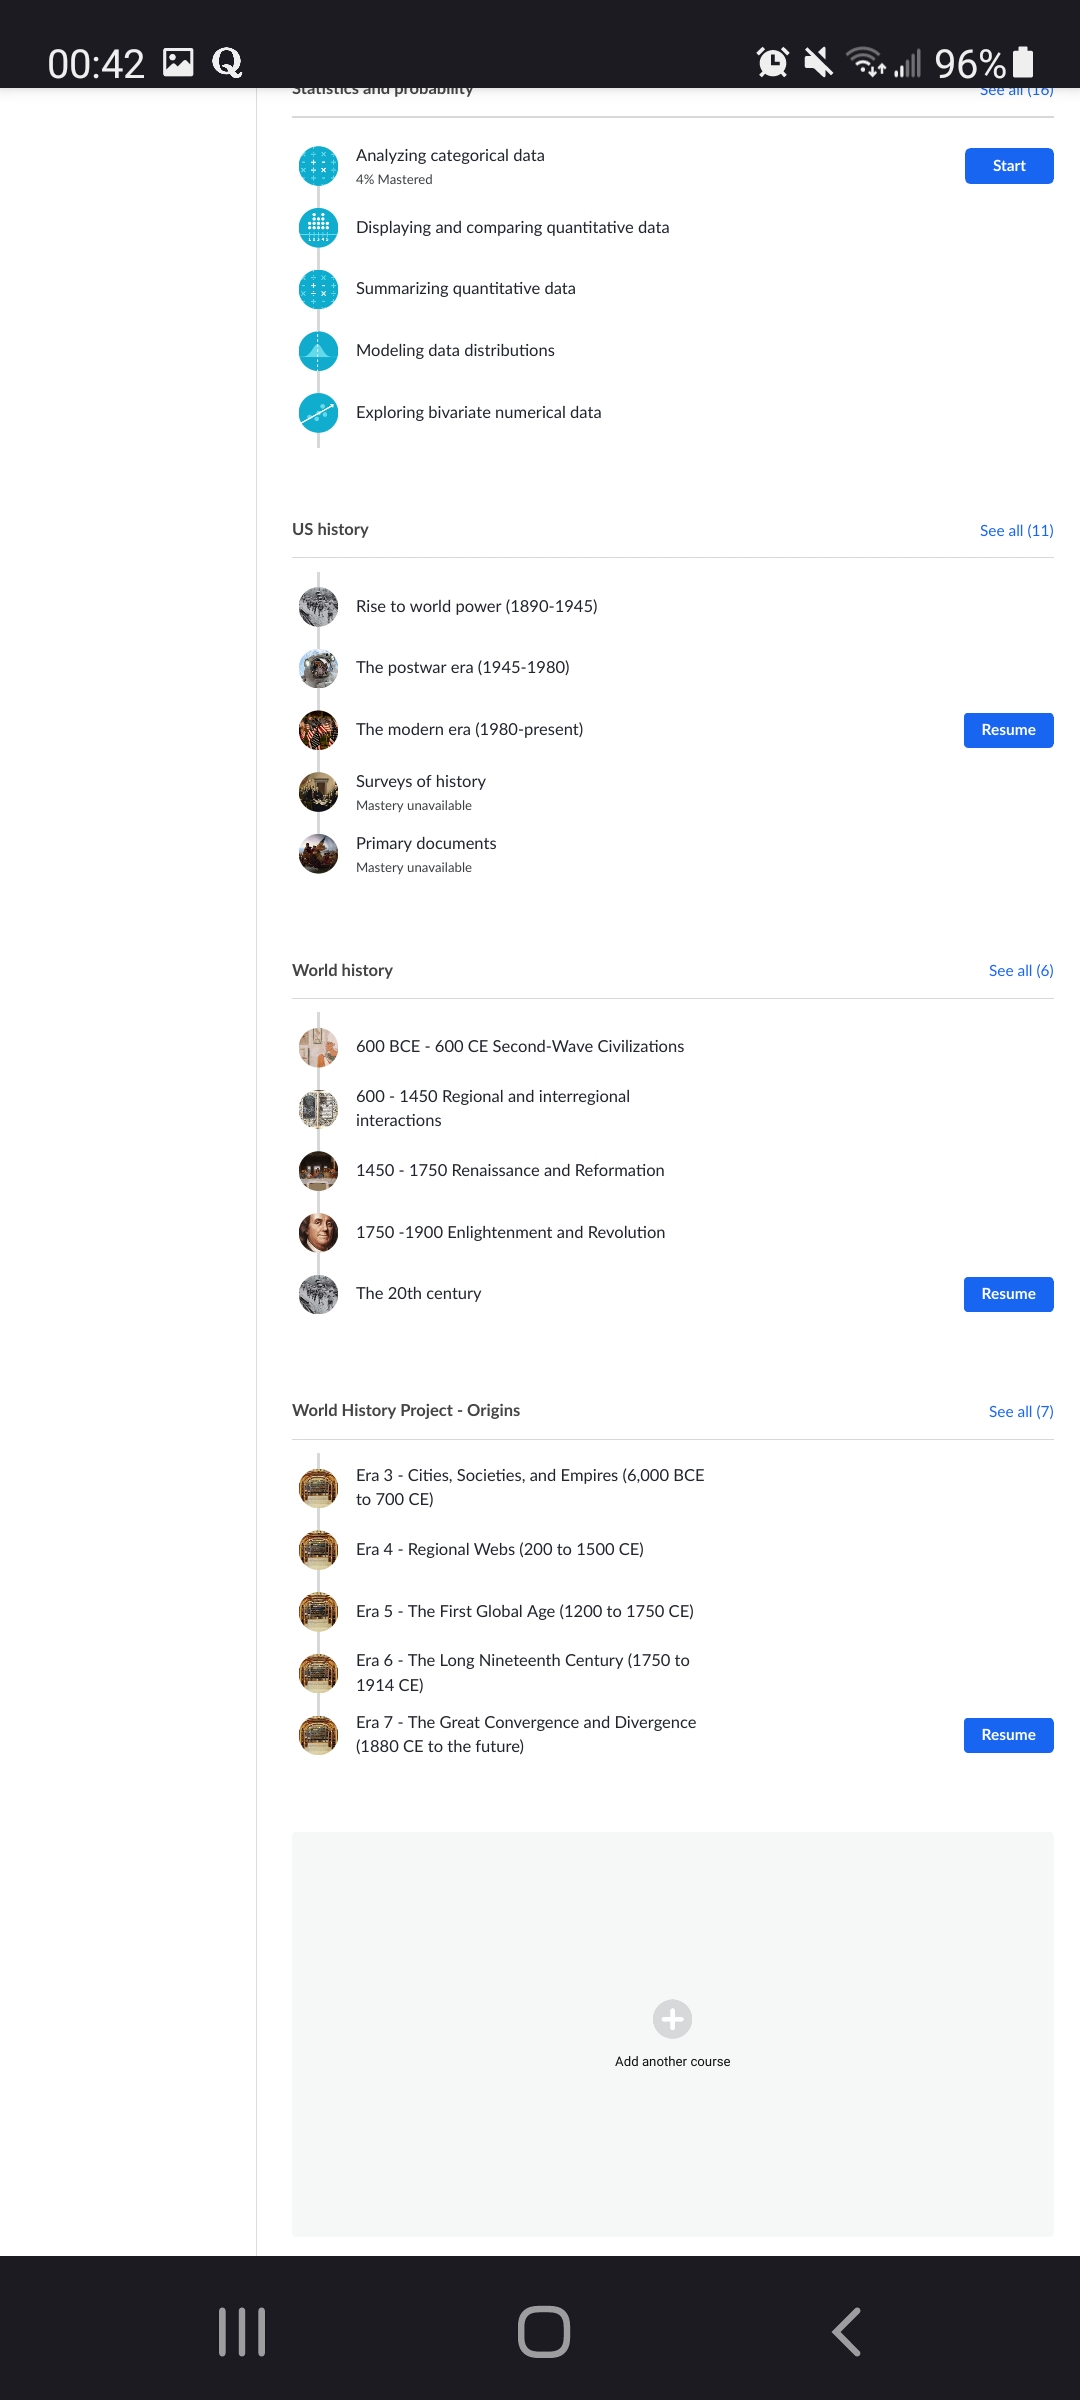 00:42
96%
Statistics and probability
See all (16)
Analyzing categorical data
4% Mastered
Start
Displaying and comparing quantitative data
Summarizing quantitative data
Modeling data distributions
Exploring bivariate numerical data
US history
See all (11)
Rise to world power (1890-1945)
The postwar era (1945-1980)
The modern era (1980-present)
Resume
Surveys of history
Mastery unavailable
Primary documents
Mastery unavailable
World history
See all (6)
600 BCE - 600 CE Second-Wave Civilizations
600 - 1450 Regional and interregional
interactions
1450 - 1750 Renaissance and Reformation
1750 -1900 Enlightenment and Revolution
The 20th century
Resume
World History Project - Origins
See all (7)
Era 3 - Cities, Societies, and Empires (6,000 BCE
to 700 CE)
Era 4 - Regional Webs (200 to 1500 CE)
Era 5 - The First Global Age (1200 to 1750 CE)
Era 6 - The Long Nineteenth Century (1750 to
1914 CE)
Era 7 - The Great Convergence and Divergence
(1880 CE to the future)
Resume
Add another course